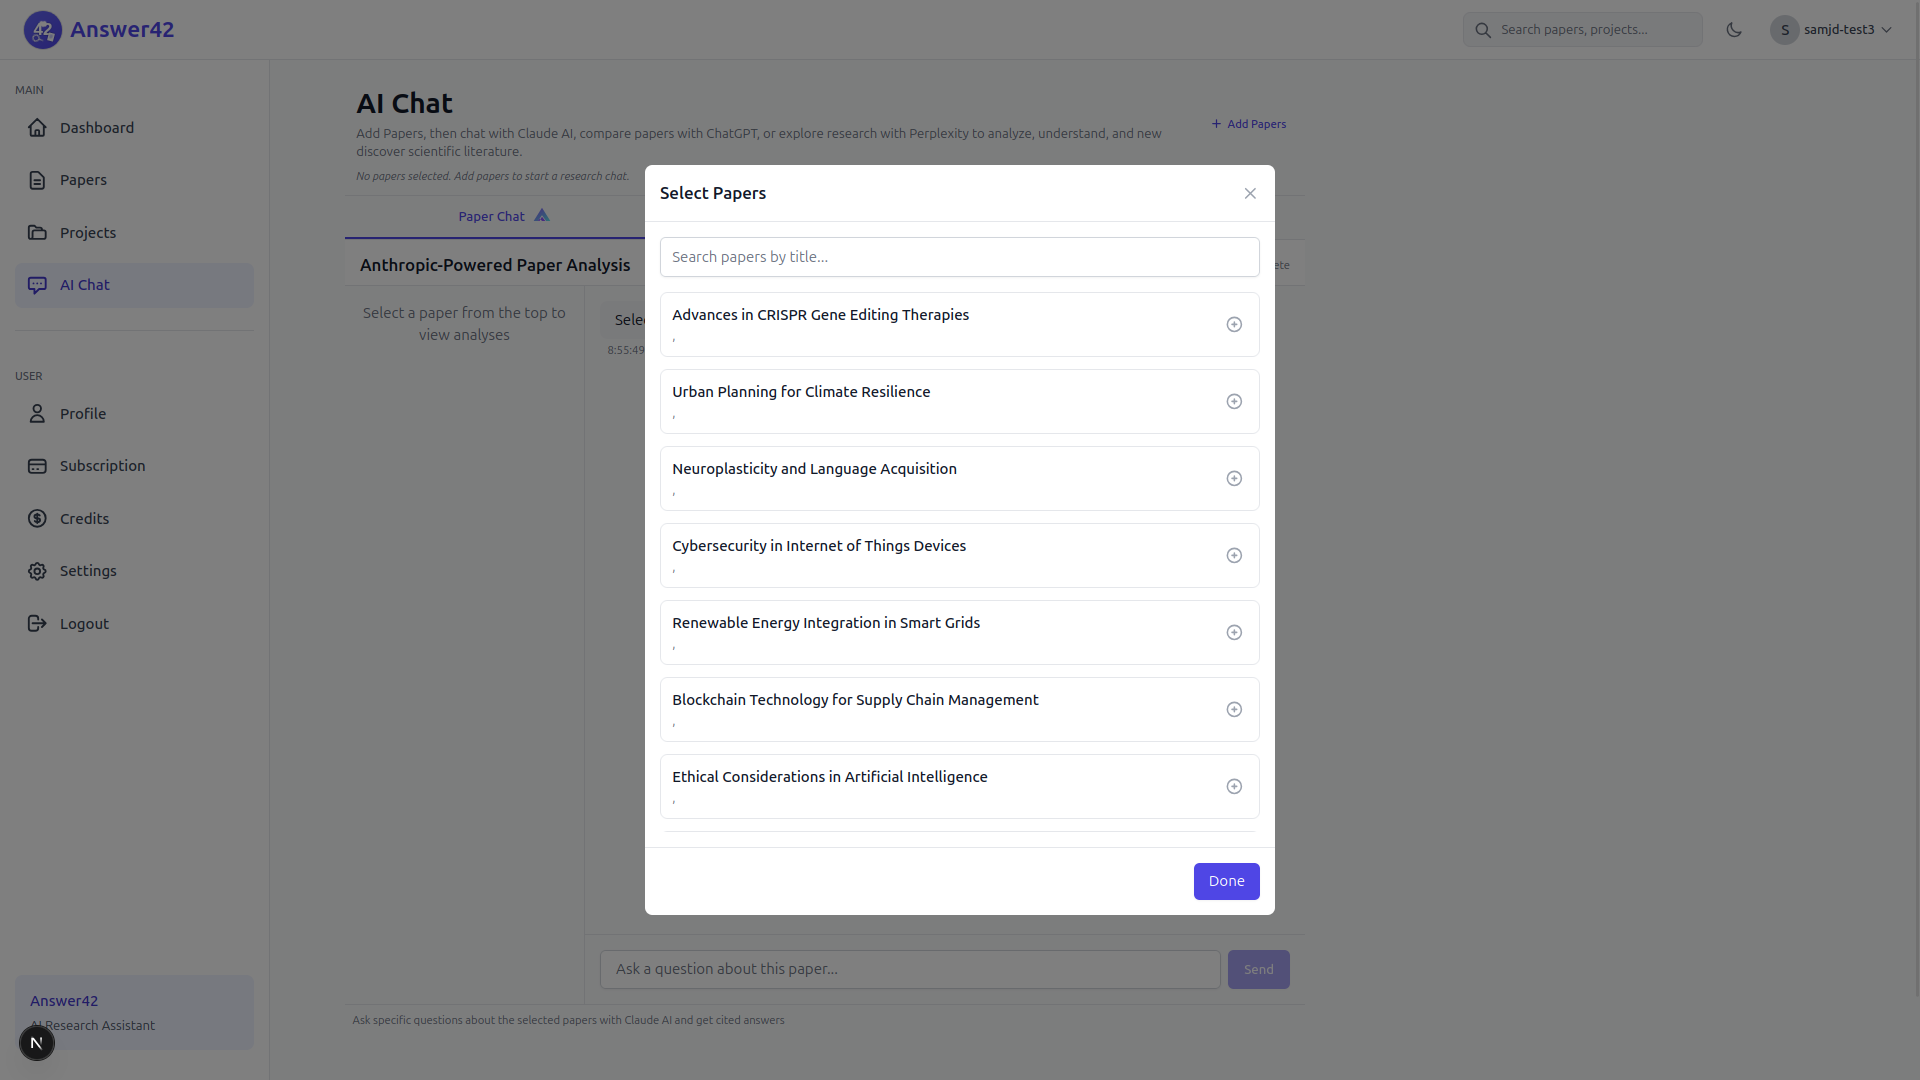 42 Answer42
Search papers, projects...
S samjd-test3
MAIN
Dashboard
Papers
Projects
AI Chat
USER
Profile
Subscription
Credits
Settings
Logout
Answer42
AI Research Assistant
N
AI Chat
Add Papers, then chat with Claude AI, compare papers with ChatGPT, or explore research with Perplexity to analyze, understand, and new
discover scientific literature.
No papers selected. Add papers to start a research chat.
+ Add Papers
Paper Chat
Anthropic-Powered Paper Analysis
Select a paper from the top to
view analyses
8:55:49
Select Papers
Search papers by title...
Advances in CRISPR Gene Editing Therapies
,
Urban Planning for Climate Resilience
,
Neuroplasticity and Language Acquisition
,
Cybersecurity in Internet of Things Devices
,
Renewable Energy Integration in Smart Grids
,
Blockchain Technology for Supply Chain Management
,
Ethical Considerations in Artificial Intelligence
,
Done
Ask a question about this paper...
Send
Ask specific questions about the selected papers with Claude AI and get cited answers